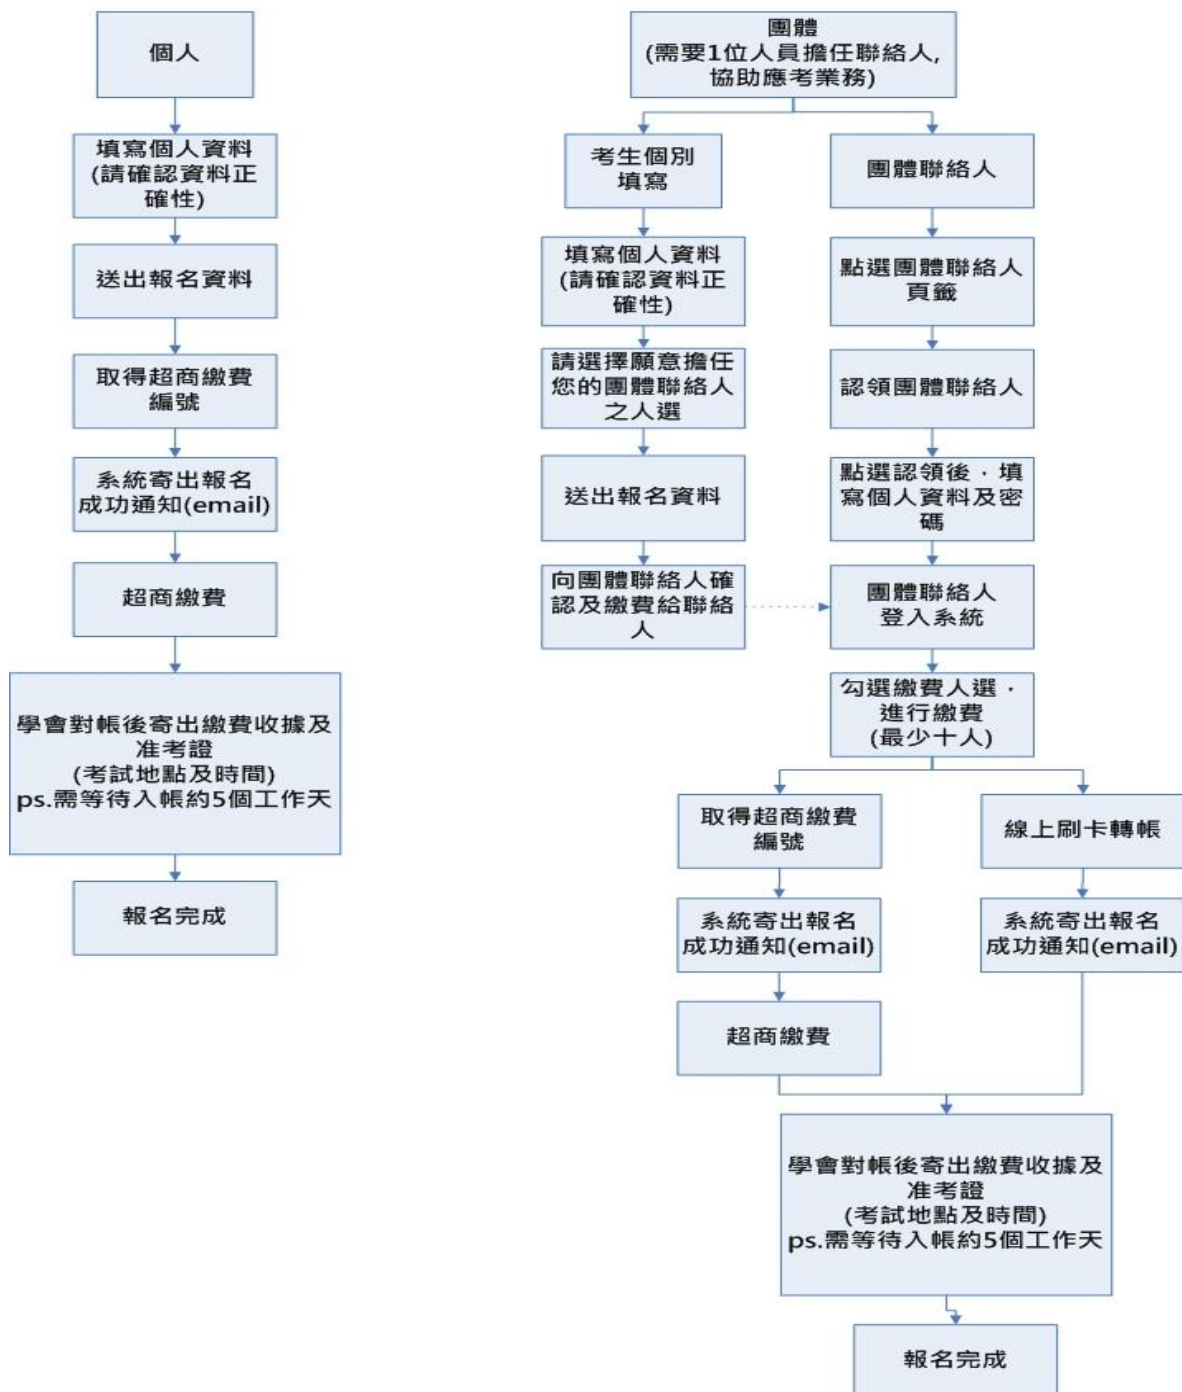 個人
填寫個人資料
(請確認資料正
確性)
送出報名資料
取得超商繳費
編號
系統寄出報名
成功通知(email)
超商繳費
學會對帳後寄出繳費收據及
准考證
(考試地點及時間)
ps.需等待入帳約5個工作天
報名完成
團體
(需要1位人員擔任聯絡人,
協助應考業務)
考生個別
填寫
填寫個人資料
(請確認資料正
確性)
請選擇願意擔任
您的團體聯絡人
之人選
送出報名資料
向團體聯絡人確
認及繳費給聯絡
人
團體聯絡人
點選團體聯絡人
頁籤
認領團體聯絡人
點選認領後，填
寫個人資料及密
碼
團體聯絡人
登入系統
勾選繳費人選，
進行繳費
(最少十人)
取得超商繳費
編號
系統寄出報名
成功通知(email)
超商繳費
線上刷卡轉帳
系統寄出報名
成功通知(email)
學會對帳後寄出繳費收據及
准考證
(考試地點及時間)
ps.需等待入帳約5個工作天
報名完成